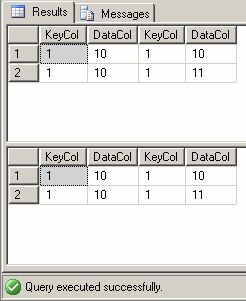 Results Messages
KeyCol DataCol KeyCol DataCol
1 1 10 1 10
2 1 10 1 11
KeyCol DataCol KeyCol DataCol
1 1 10 1 10
2 1 10 1 11
Query executed successfully.